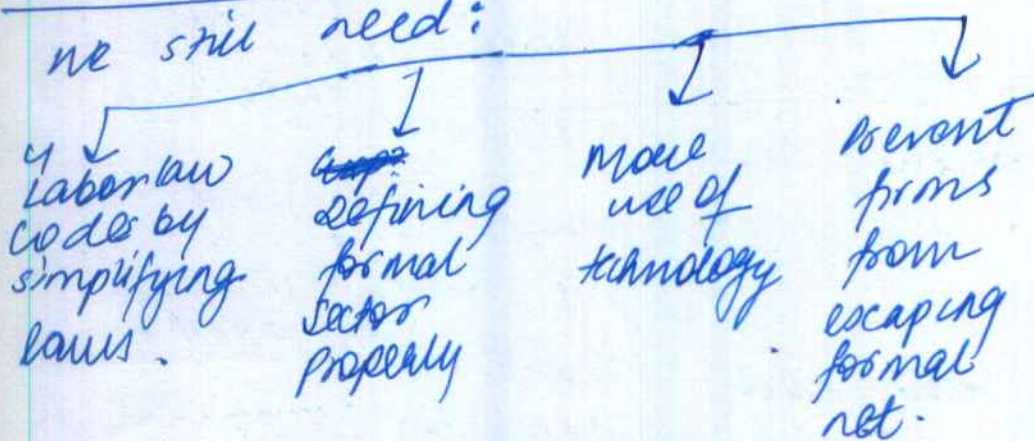 we still need:
4 labor law
codes by
simplifying
laws.
Defining
formal
sector
properly
more
use of
technology
Prevent
firms
from
escaping
formal
net.